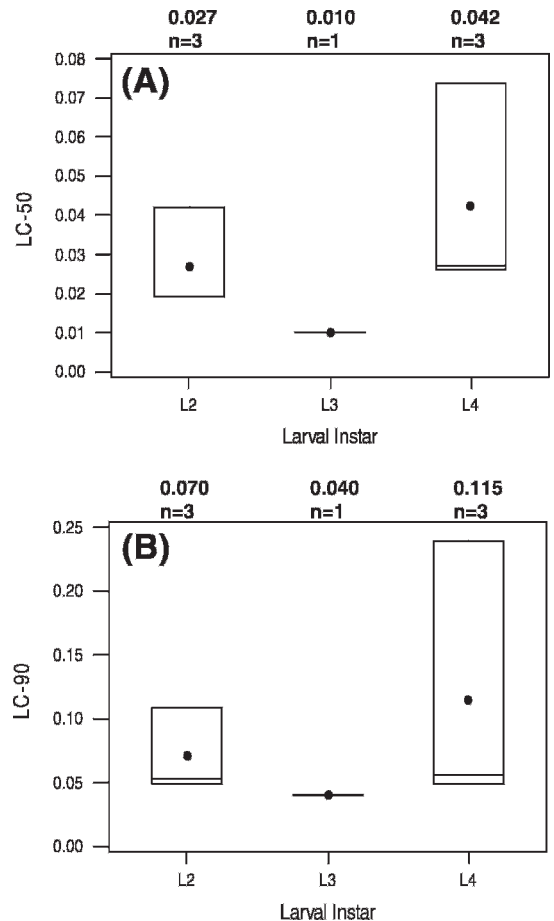 0.027 0.010 0.042
n=3 n=1 n=3
(A)
0.08
0.07
0.06
0.05
0.04
0.03
0.02
0.01
0.00
LC-50
L2 L3 L4
Larval Instar
0.070 0.040 0.115
n=3 n=1 n=3
(B)
0.25
0.20
0.15
0.10
0.05
0.00
LC-90
L2 L3 L4
Larval Instar